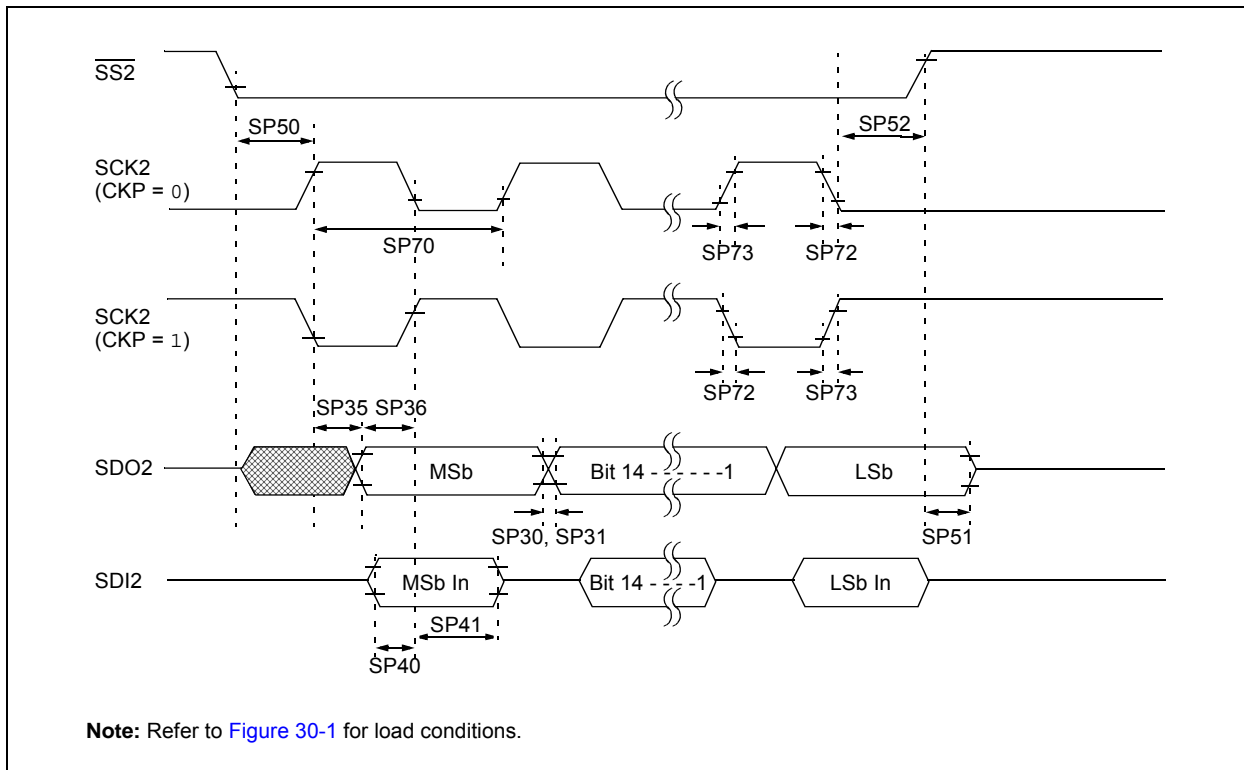 SS2
SP50
SP52
SCK2
(CKP = 0)
SP70
SP73
SP72
SCK2
(CKP = 1)
SP72
SP73
SP35 SP36
SDO2
MSb
Bit 14 - - - - - -1
LSb
SP30, SP31
SP51
SDI2
MSb In
Bit 14 - - - -1
LSb In
SP41
SP40
Note: Refer to Figure 30-1 for load conditions.